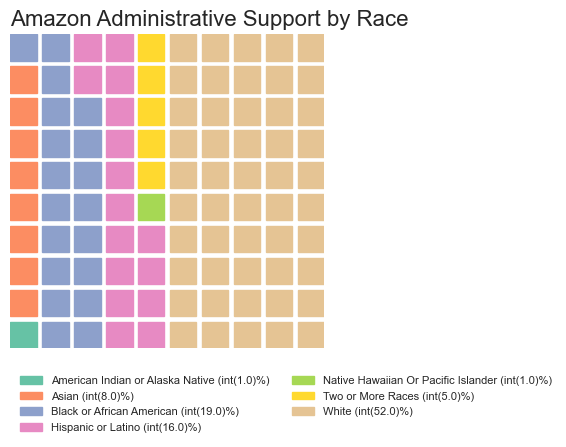 Amazon Administrative Support by Race
American Indian or Alaska Native (int(1.0)%)
Asian (int(8.0)%)
Black or African American (int(19.0)%)
Hispanic or Latino (int(16.0)%)
Native Hawaiian Or Pacific Islander (int(1.0)%)
Two or More Races (int(5.0)%)
White (int(52.0)%)